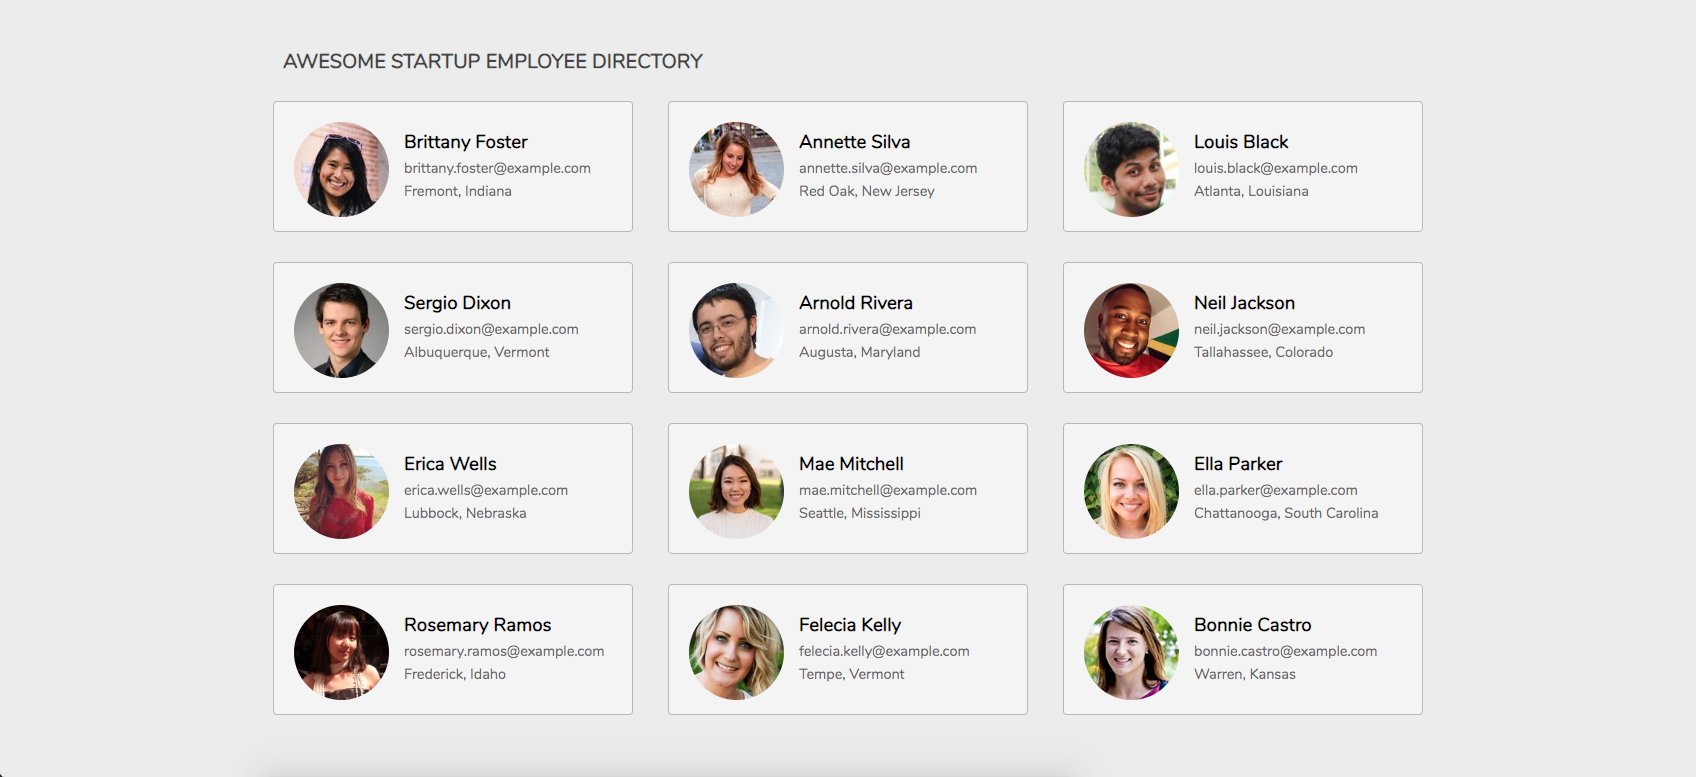 AWESOME STARTUP EMPLOYEE DIRECTORY
Brittany Foster
brittany.foster@example.com
Fremont, Indiana
Annette Silva
annette.silva@example.com
Red Oak, New Jersey
Louis Black
louis.black@example.com
Atlanta, Louisiana
Sergio Dixon
sergio.dixon@example.com
Albuquerque, Vermont
Arnold Rivera
arnold.rivera@example.com
Augusta, Maryland
Neil Jackson
neil.jackson@example.com
Tallahassee, Colorado
Erica Wells
erica.wells@example.com
Lubbock, Nebraska
Mae Mitchell
mae.mitchell@example.com
Seattle, Mississippi
Ella Parker
ella.parker@example.com
Chattanooga, South Carolina
Rosemary Ramos
rosemary.ramos@example.com
Frederick, Idaho
Felecia Kelly
felecia.kelly@example.com
Tempe, Vermont
Bonnie Castro
bonnie.castro@example.com
Warren, Kansas